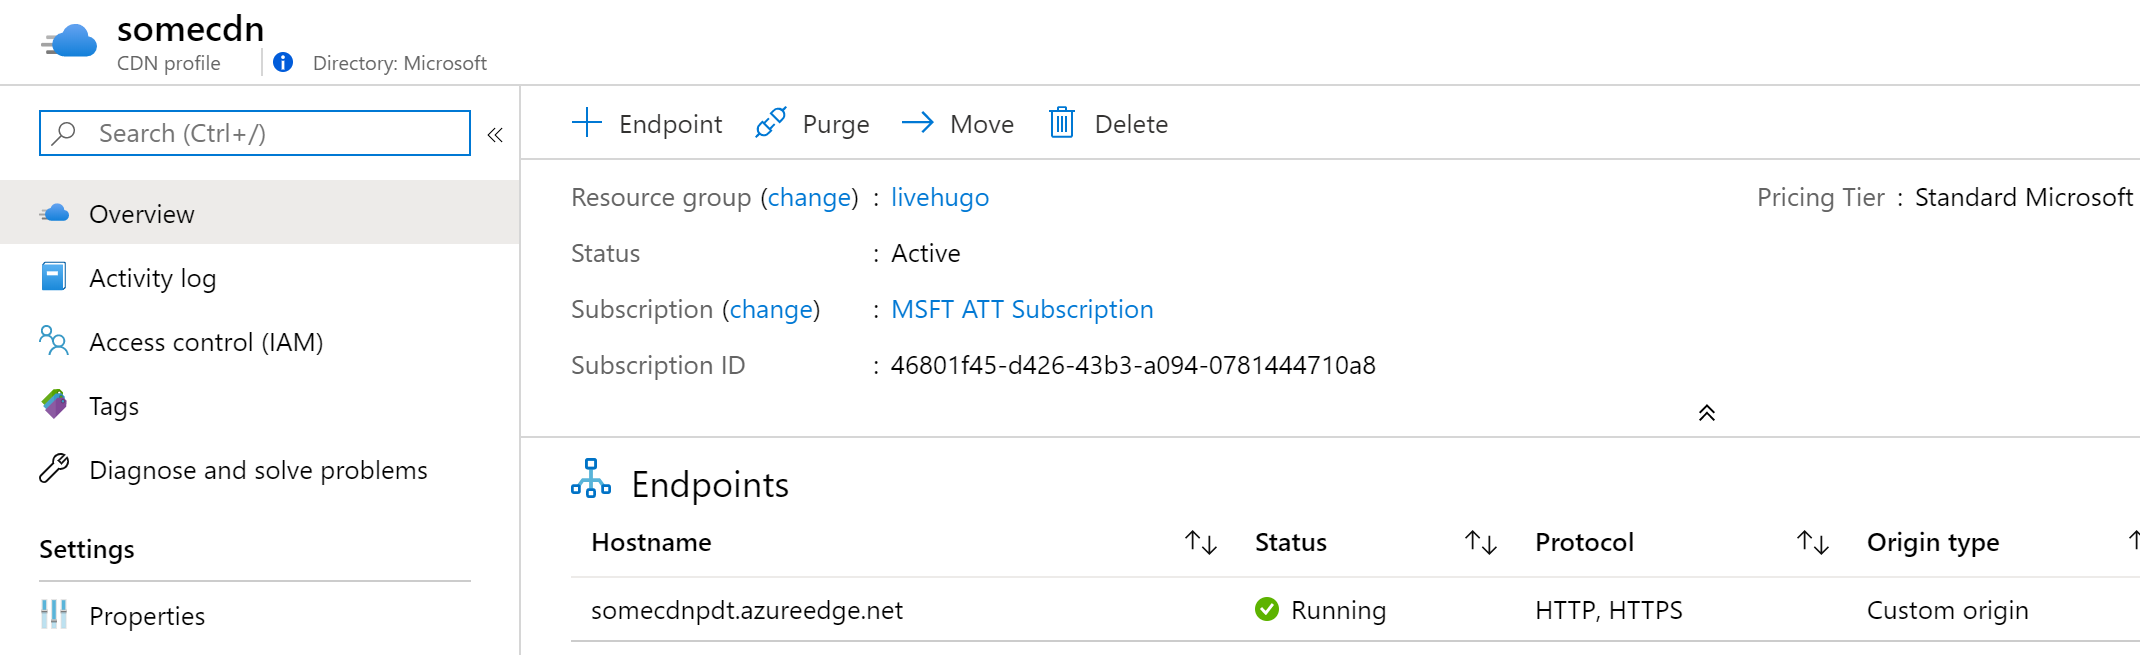 somecdn
CDN profile
Directory: Microsoft
Search (Ctrl+/)
«
Overview
Activity log
Access control (IAM)
Tags
Diagnose and solve problems
Settings
Properties
Endpoint Purge Move Delete
Resource group (change) : livehugo
Pricing Tier : Standard Microsoft
Status : Active
Subscription (change) : MSFT ATT Subscription
Subscription ID : 46801f45-d426-43b3-a094-0781444710a8
Endpoints
Hostname Status Protocol Origin type
somecdnpdt.azureedge.net Running HTTP, HTTPS Custom origin